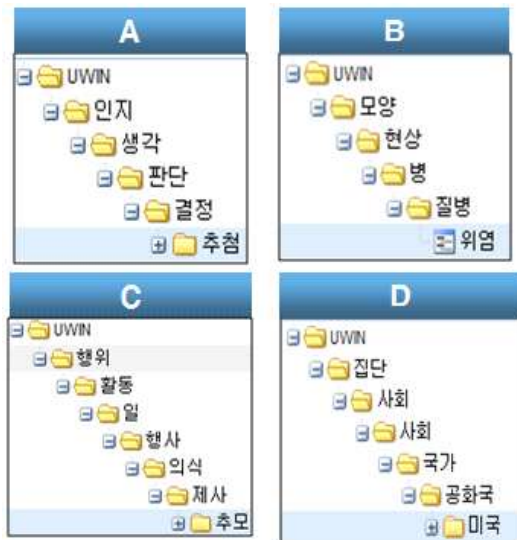 A
UWIN
인지
생각
판단
결정
추첨
B
UWIN
모양
현상
병
질병
위염
C
UWIN
행위
활동
일
행사
의식
제사
추모
D
UWIN
집단
사회
사회
국가
공화국
미국